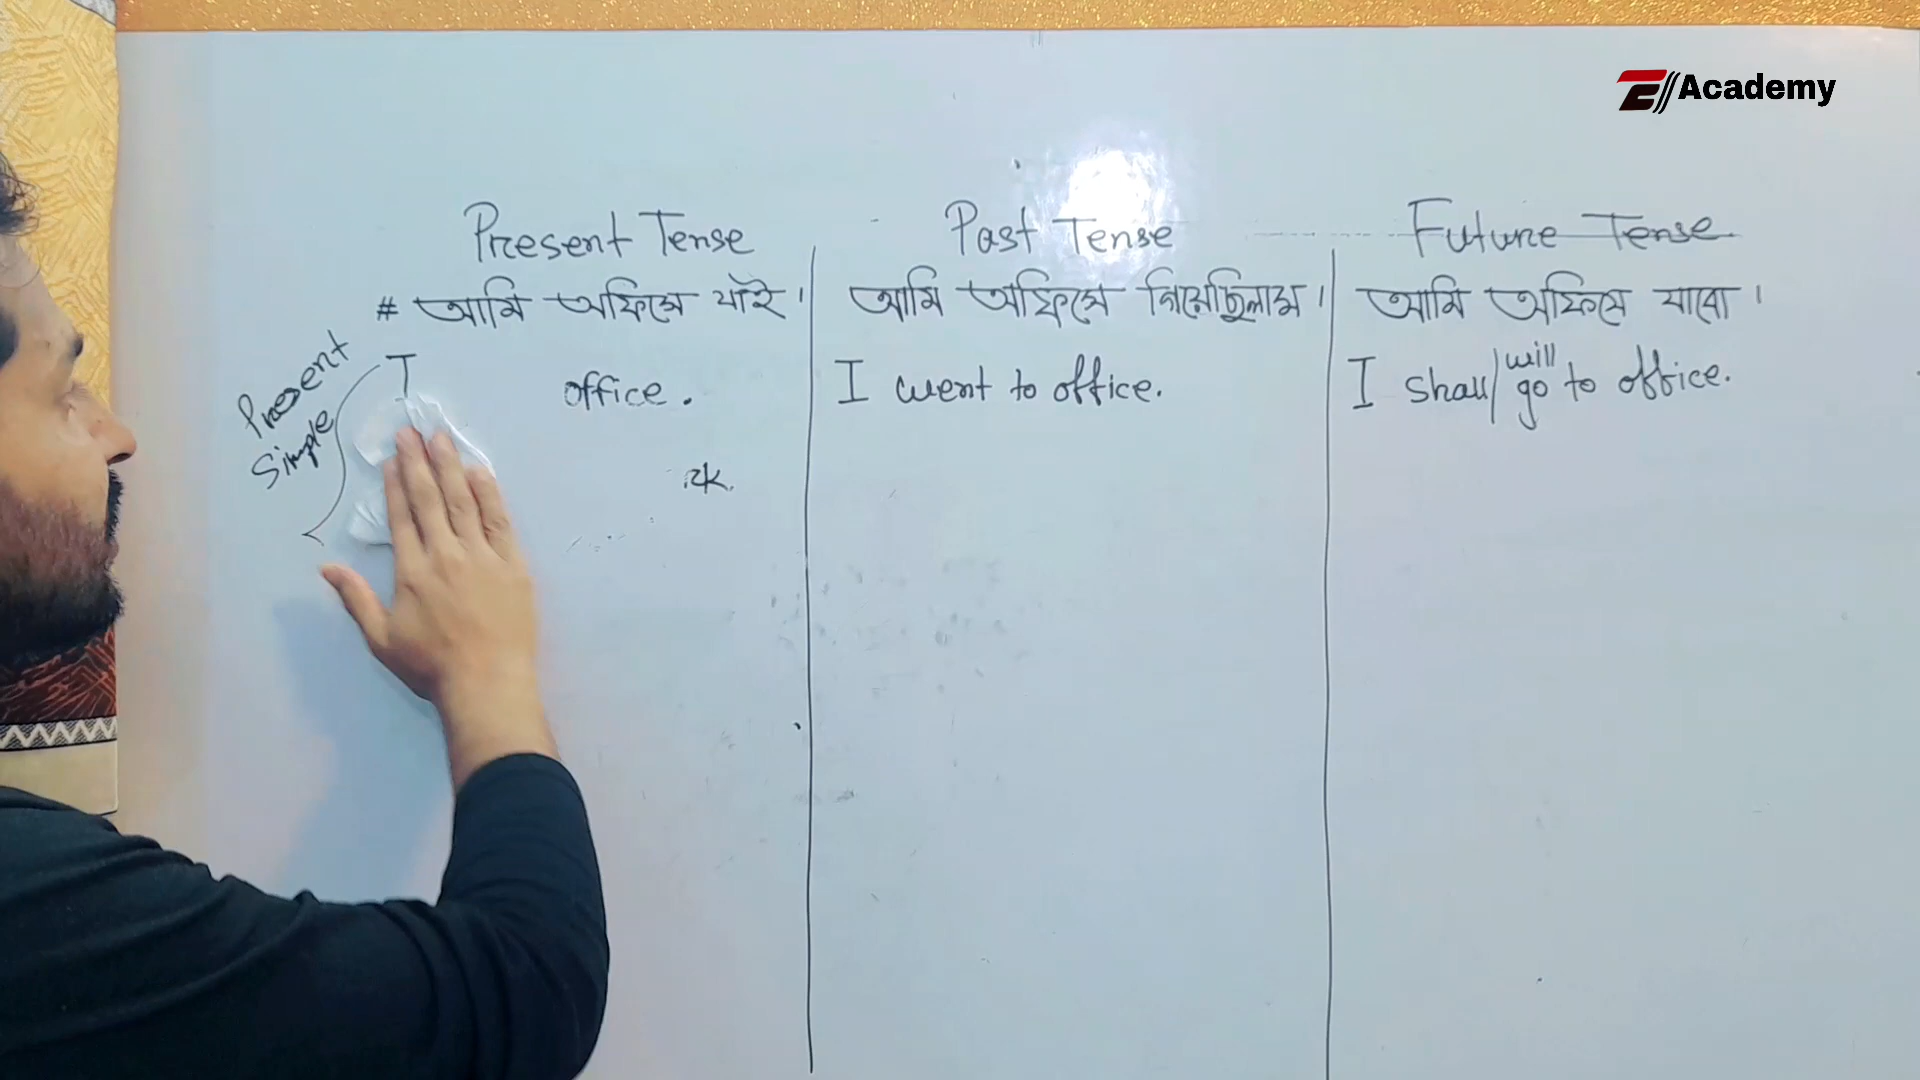 Academy
Present Tense
Past Tense
Future Tense
# আমি অফিসে যাই।
আমি অফিসে গিয়েছিলাম।
আমি অফিসে যাবো।
Present
Simple
I office.
I went to office.
I shall/will go to office.